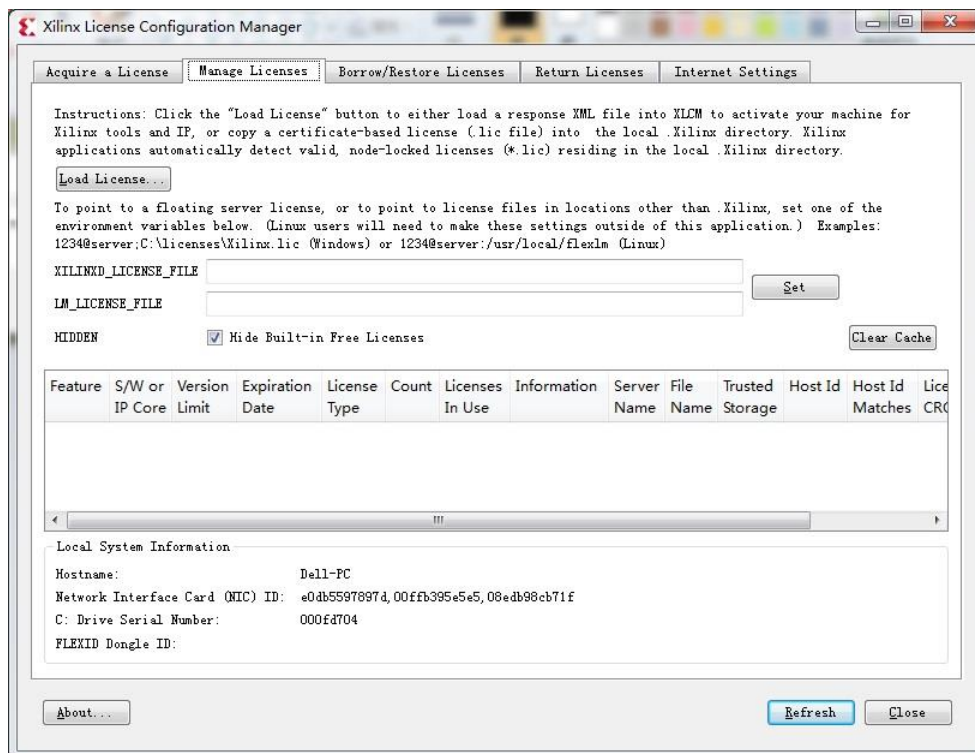 Xilinx License Configuration Manager
Acquire a License Manage Licenses Borrow/Restore Licenses Return Licenses Internet Settings
Instructions: Click the "Load License" button to either load a response XML file into XLCM to activate your machine for
Xilinx tools and IP, or copy a certificate-based license (.lic file) into the local .Xilinx directory. Xilinx
applications automatically detect valid, node-locked licenses (*.lic) residing in the local .Xilinx directory.
Load License...
To point to a floating server license, or to point to license files in locations other than .Xilinx, set one of the
environment variables below. (Linux users will need to make these settings outside of this application.) Examples:
1234@server;C:\licenses\Xilinx.lic (Windows) or 1234@server:/usr/local/flexlm (Linux)
XILINXD_LICENSE_FILE
Set
LM_LICENSE_FILE
HIDDEN Hide Built-in Free Licenses Clear Cache
Feature S/W or Version Expiration License Count Licenses Information Server File Trusted Host Id Host Id Lice
IP Core Limit Date Type In Use Name Name Storage Matches CRC
Local System Information
Hostname: Dell-PC
Network Interface Card (NIC) ID: e0db5597897d,00ffb395e5e5,08edb98cb71f
C: Drive Serial Number: 000fd704
FLEXID Dongle ID:
About... Refresh Close